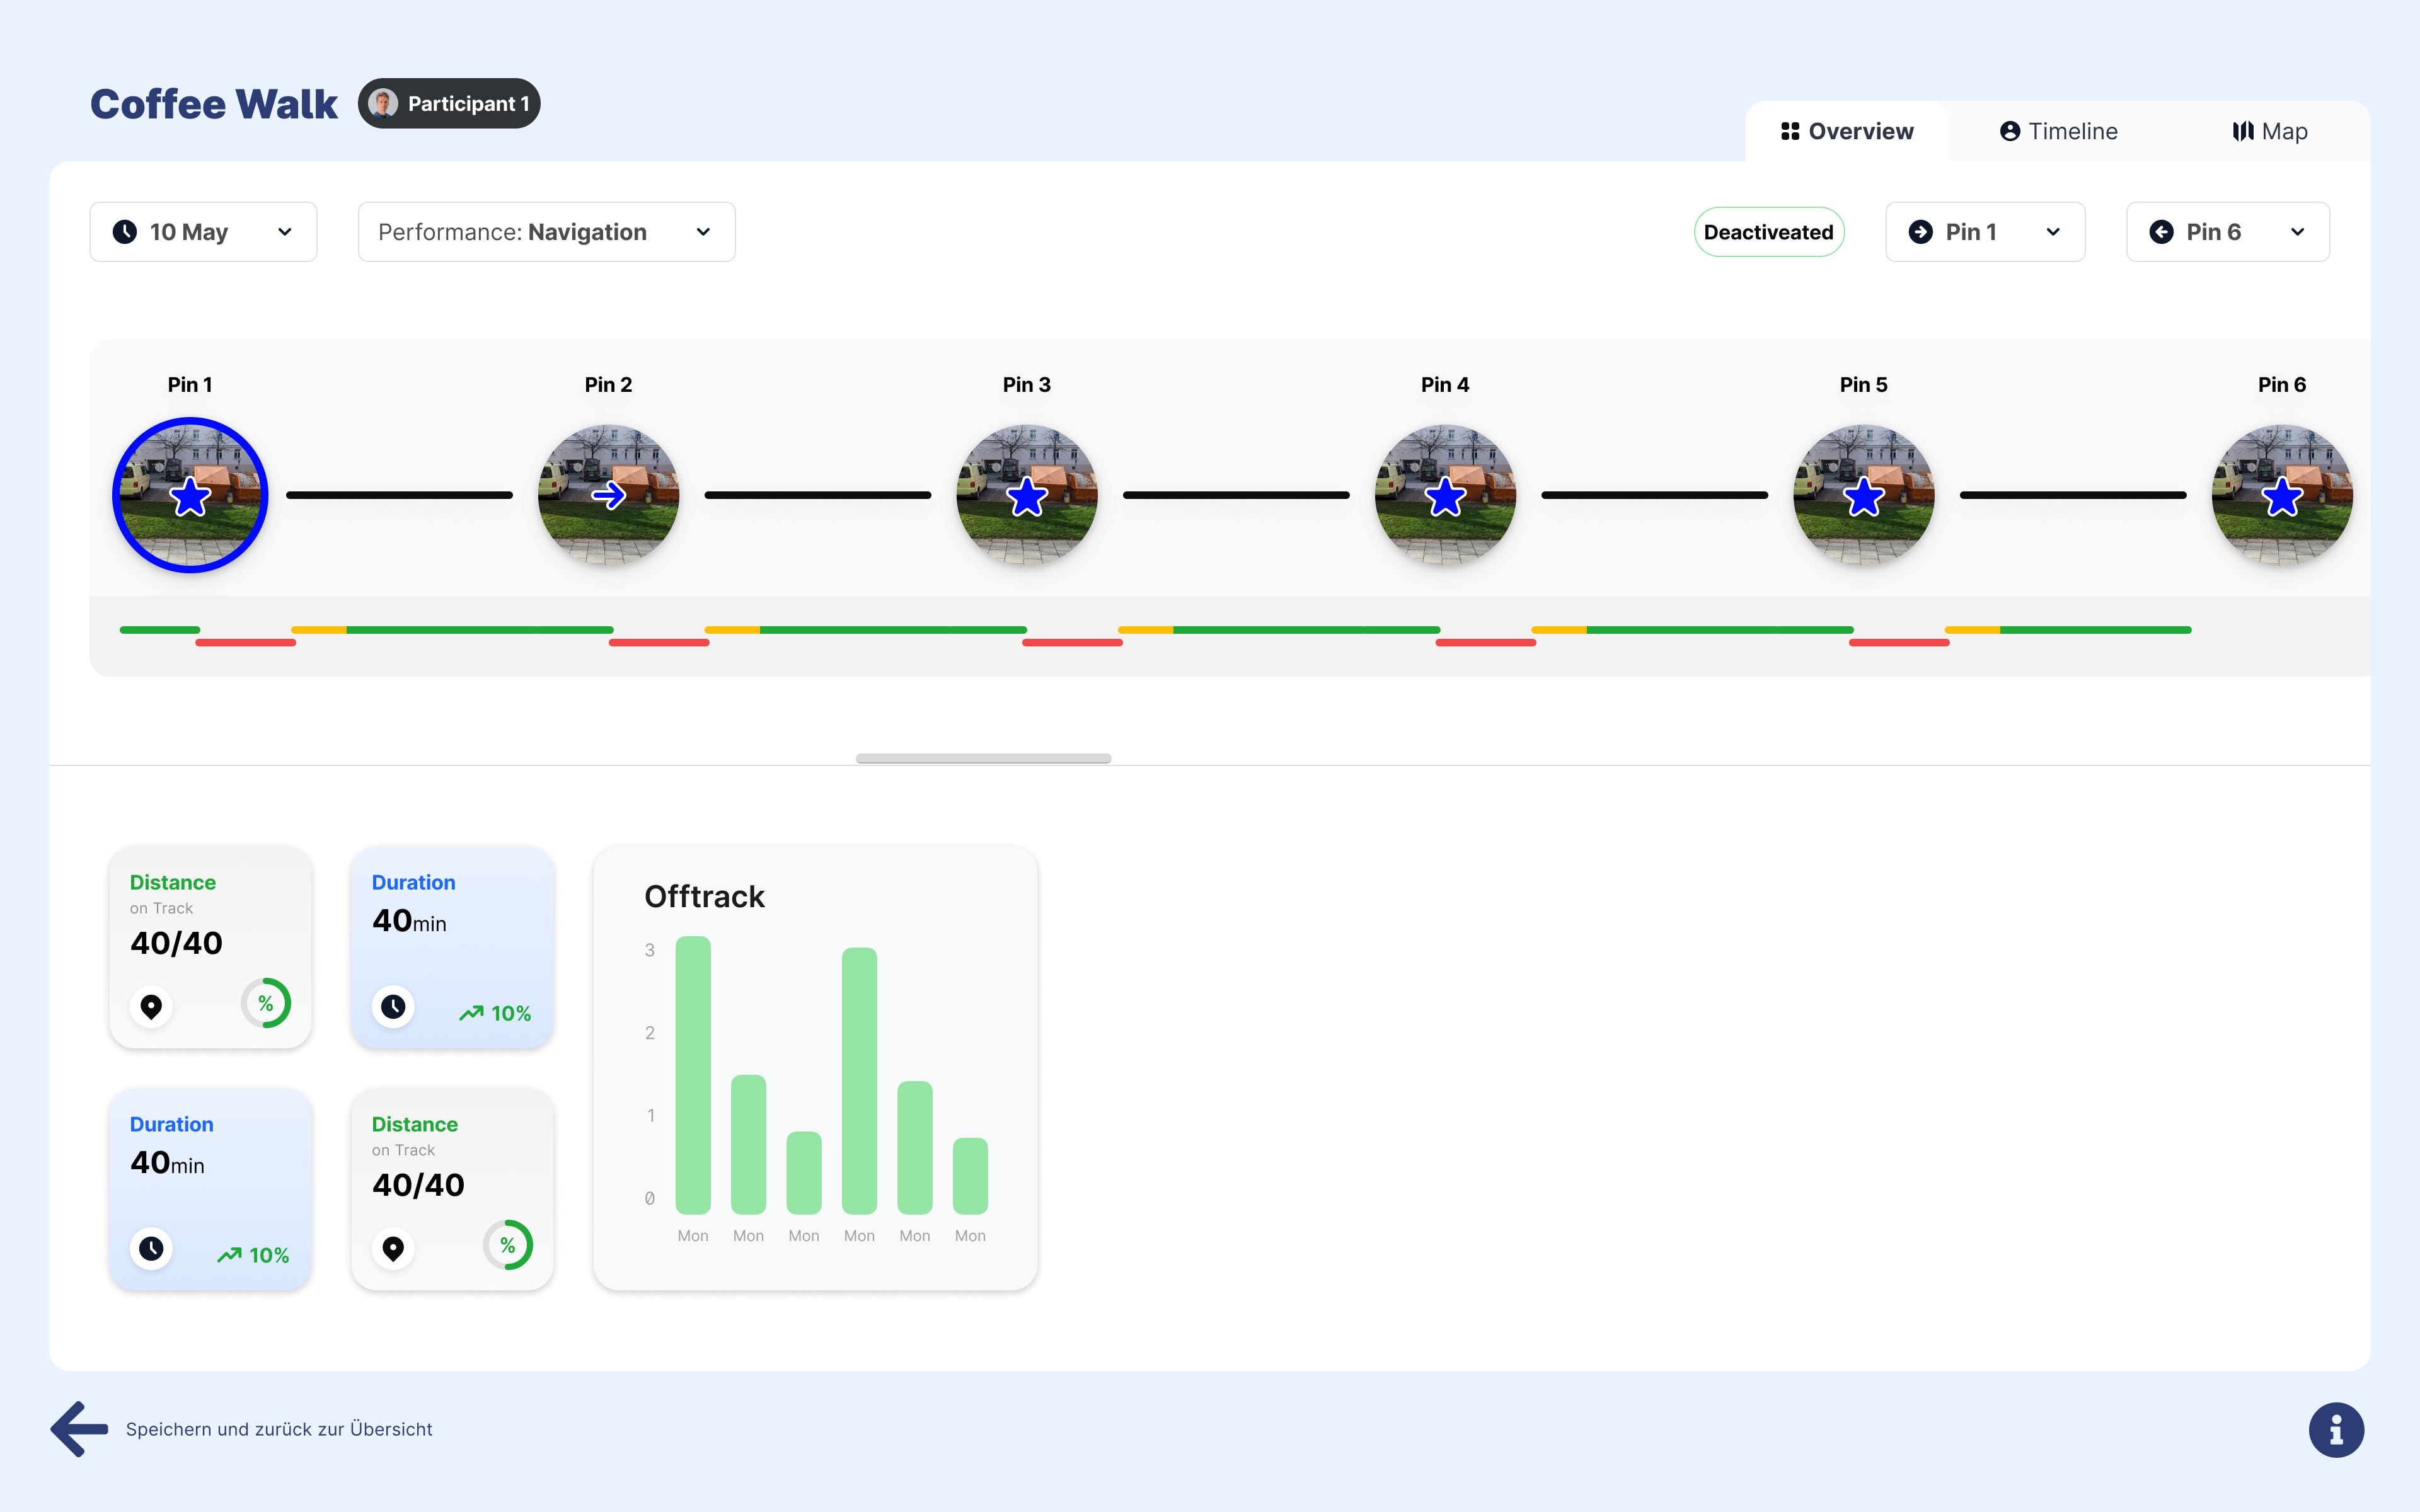 Coffee Walk
Participant 1
Overview
Timeline
Map
10 May
Performance: Navigation
Deactiveated
Pin 1
Pin 6
Pin 1
Pin 2
Pin 3
Pin 4
Pin 5
Pin 6
Distance
on Track
40/40
%
Duration
40min
10%
Duration
40min
10%
Distance
on Track
40/40
%
Offtrack
3
2
1
0
Mon Mon Mon Mon Mon Mon
Speichern und zurück zur Übersicht